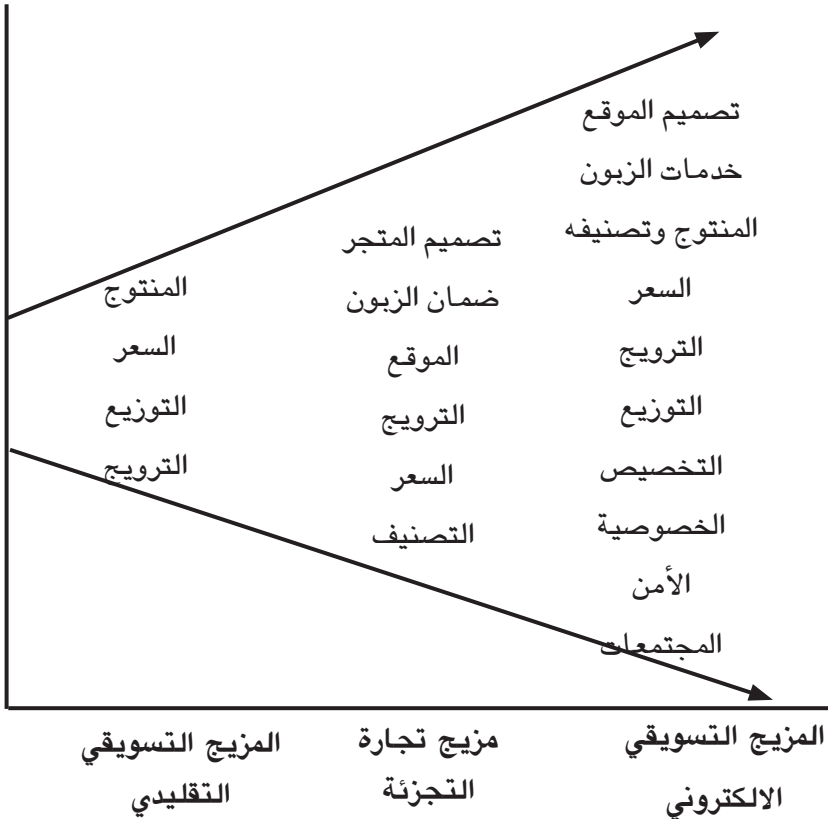 المنتوج
السعر
التوزيع
الترويج
المزيج التسويقي
التقليدي
تصميم المتجر
ضمان الزبون
الموقع
الترويج
السعر
التصنيف
مزيج تجارة
التجزئة
تصميم الموقع
خدمات الزبون
المنتوج وتصنيفه
السعر
الترويج
التوزيع
التخصيص
الخصوصية
الأمن
المجتمعات
المزيج التسويقي
الالكتروني